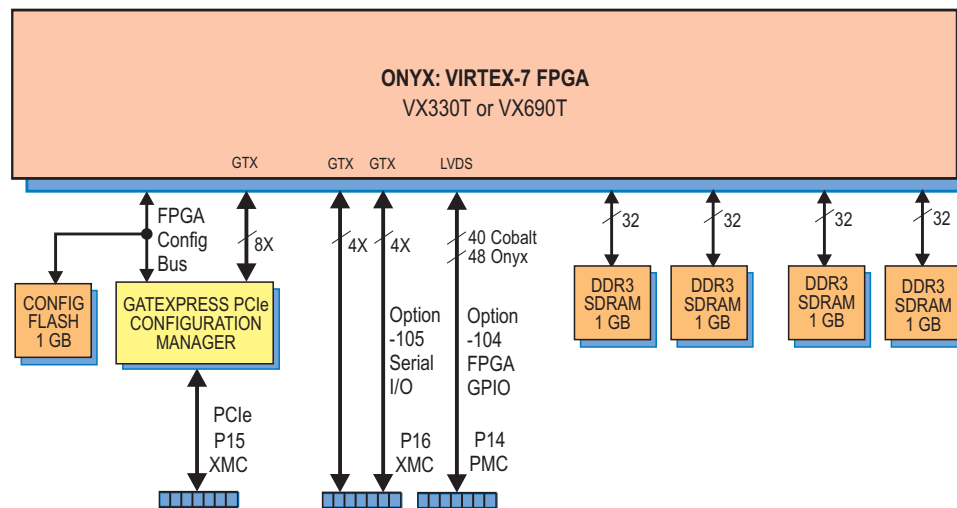 ONYX: VIRTEX-7 FPGA
VX330T or VX690T
GTX
GTX
GTX
LVDS
FPGA
Config
Bus
8X
4X
4X
40 Cobalt
48 Onyx
32
32
32
32
CONFIG
FLASH
1 GB
GATEXPRESS PCIe
CONFIGURATION
MANAGER
DDR3
SDRAM
1 GB
DDR3
SDRAM
1 GB
DDR3
SDRAM
1 GB
DDR3
SDRAM
1 GB
Option
-105
Serial
I/O
Option
-104
FPGA
GPIO
PCIe
P15
XMC
P16
XMC
P14
PMC